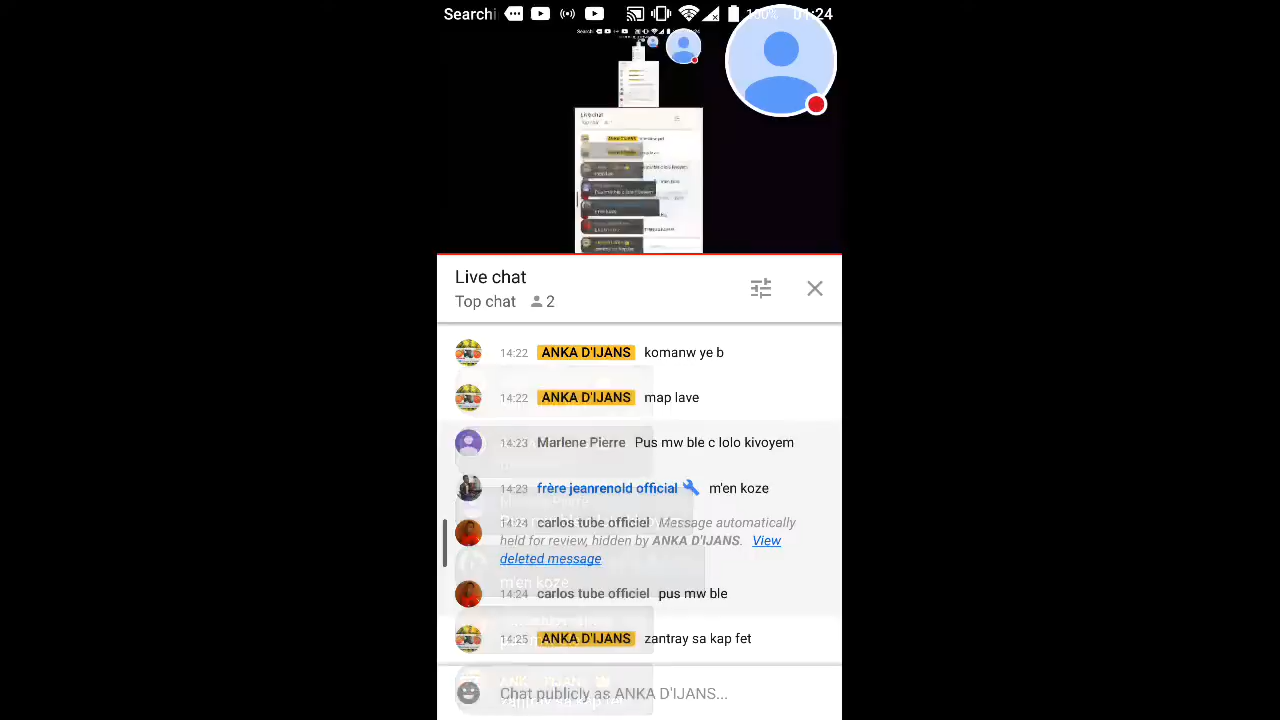 Searchi 160% 01:24
Live chat
Top chat 2
14:22 ANKA D'IJANS komanw ye b
14:22 ANKA D'IJANS map lave
14:23 Marlene Pierre Pus mw ble c lolo kivoyem
14:23 frère jeanrenold official m'en koze
14:24 carlos tube officiel Message automatically
held for review, hidden by ANKA D'IJANS. View
deleted message
14:24 carlos tube officiel pus mw ble
14:25 ANKA D'IJANS zantray sa kap fet
Chat publicly as ANKA D'IJANS...